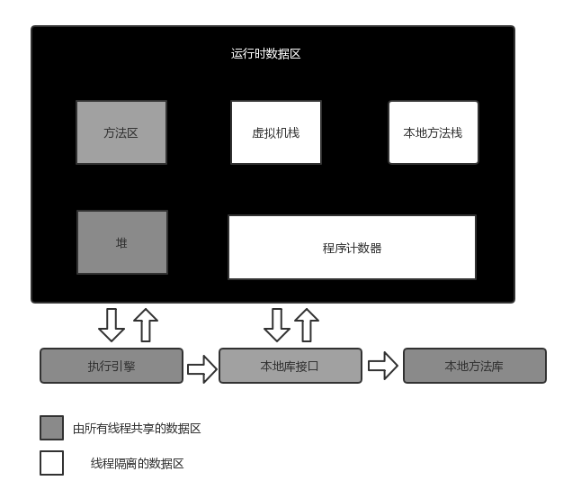 运行时数据区
方法区
虚拟机栈
本地方法栈
堆
程序计数器
执行引擎
本地库接口
本地方法库
由所有线程共享的数据区
线程隔离的数据区